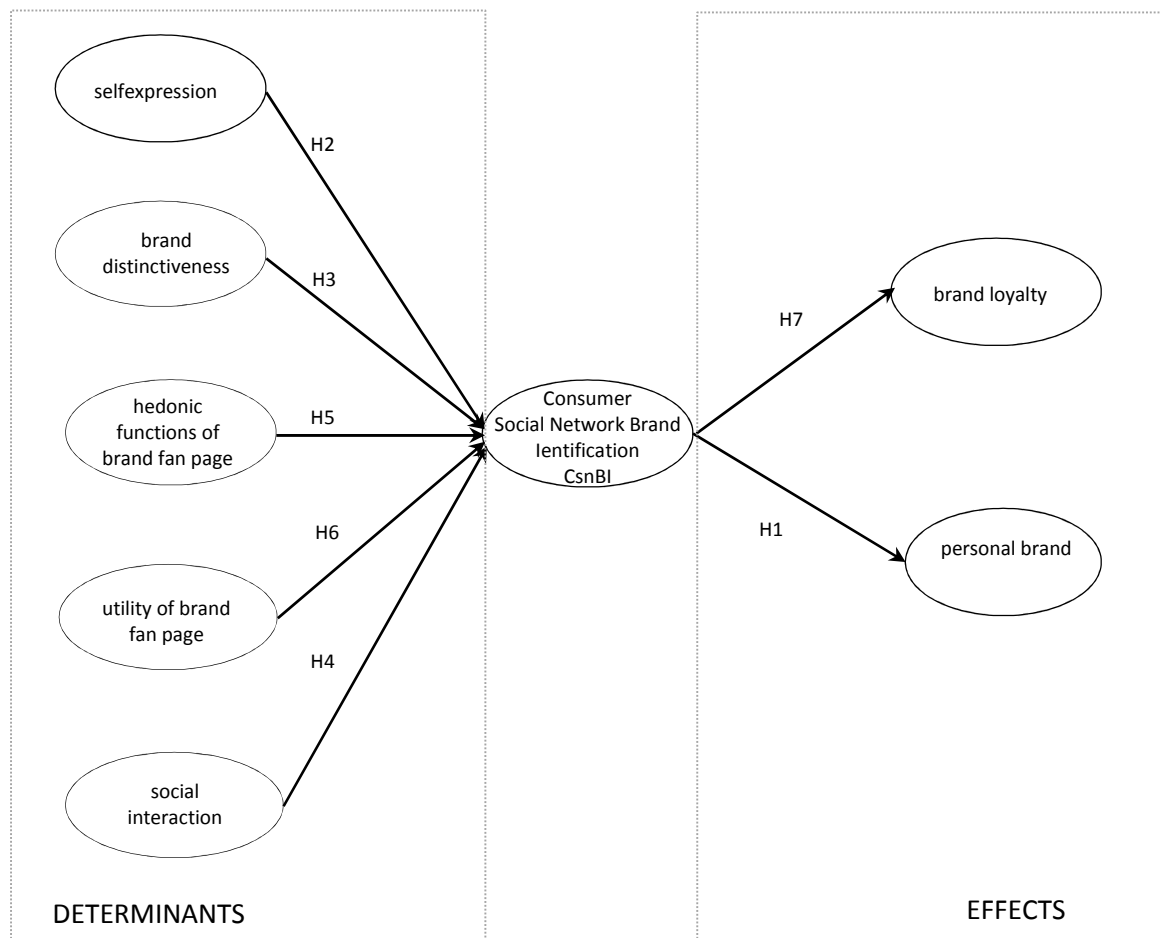 selfexpression
H2
brand
distinctiveness
H3
hedonic
functions of
brand fan page
H5
utility of brand
fan page
H6
social
interaction
H4
Consumer
Social Network Brand
Ientification
CsnBI
H7
brand loyalty
H1
personal brand
DETERMINANTS
EFFECTS